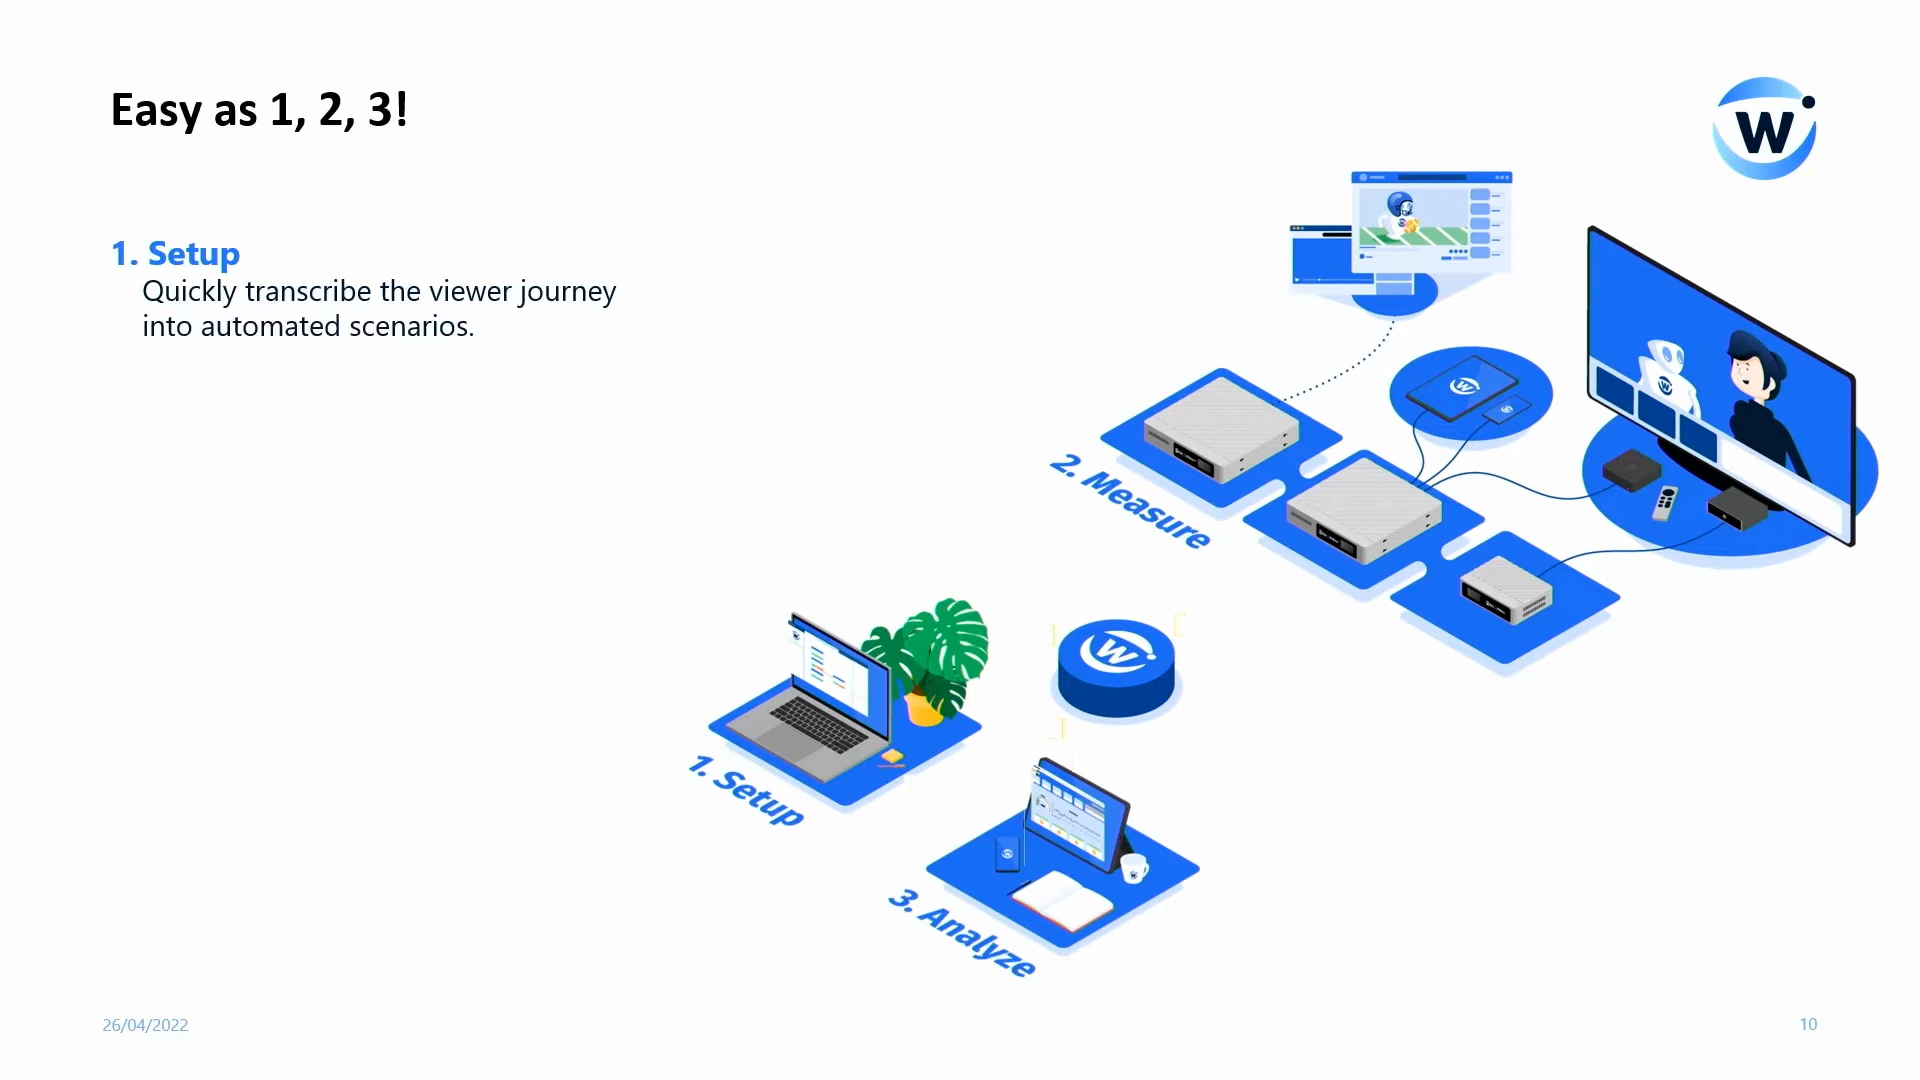 Easy as 1, 2, 3!
W
1. Setup
Quickly transcribe the viewer journey
into automated scenarios.
2. Measure
W
1. Setup
3. Analyze
26/04/2022
10